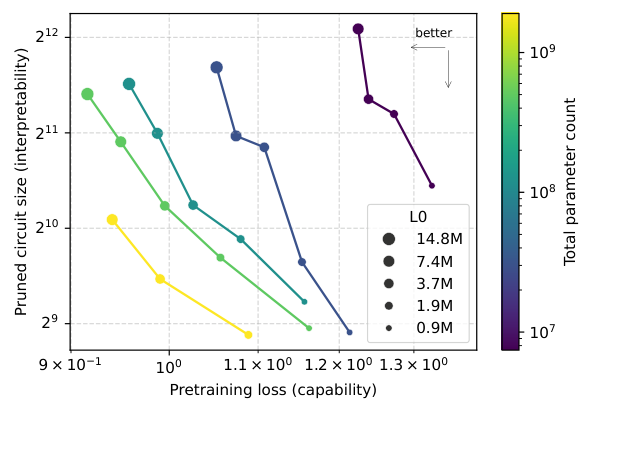 2^12
2^11
2^10
2^9
Pruned circuit size (interpretability)
better
L0
14.8M
7.4M
3.7M
1.9M
0.9M
9 × 10^−1
10^0
1.1 × 10^0
1.2 × 10^0
1.3 × 10^0
Pretraining loss (capability)
10^9
10^8
10^7
Total parameter count